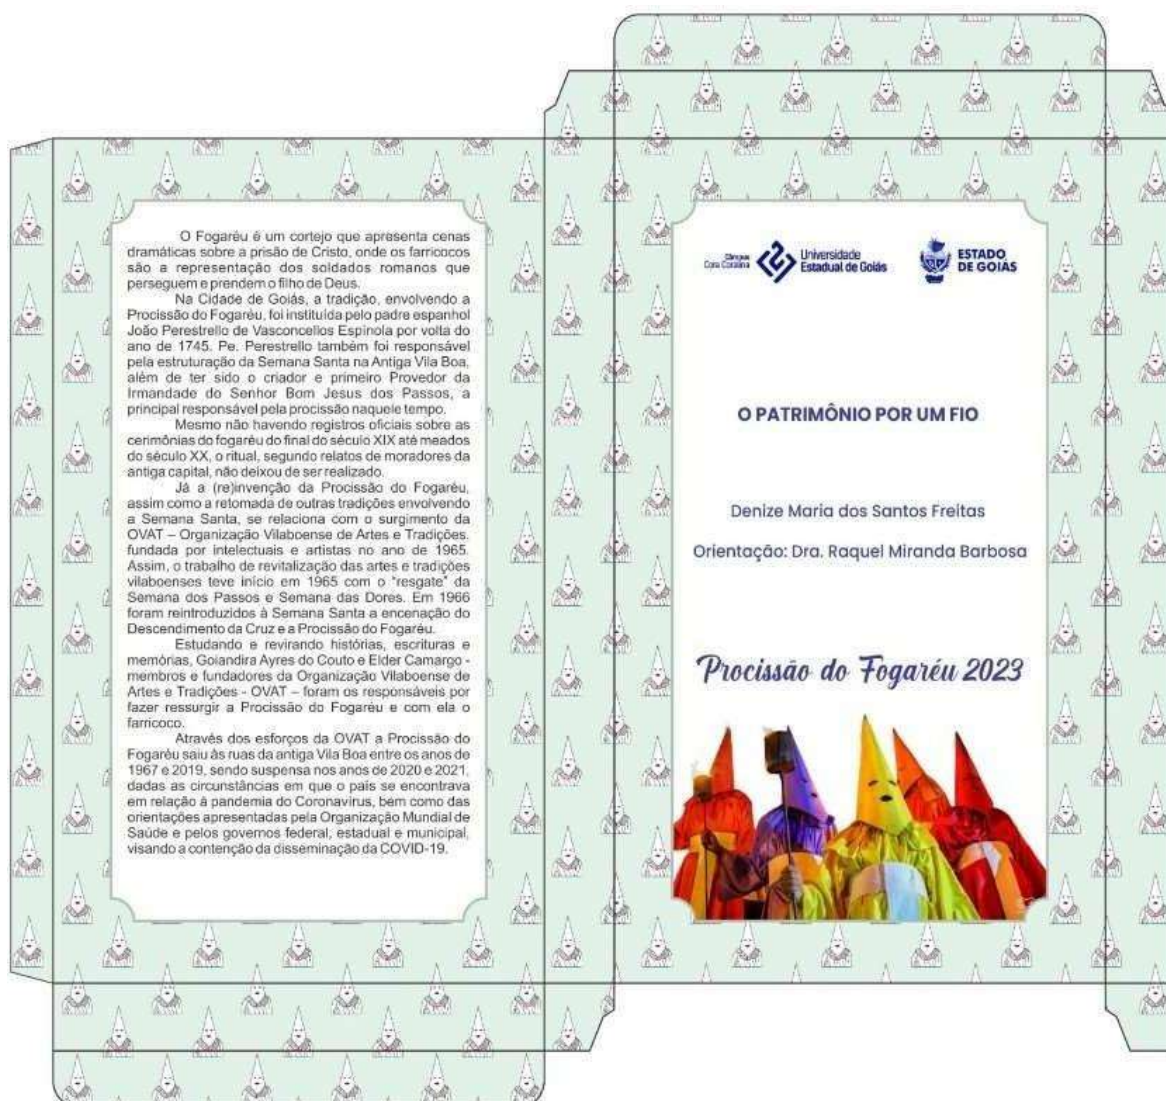 O Fogaréu é um cortejo que apresenta cenas
dramáticas sobre a prisão de Cristo, onde os farricocos
são a representação dos soldados romanos que
perseguem e prendem o filho de Deus.
Na Cidade de Goiás, a tradição, envolvendo a
Procissão do Fogaréu, foi instituída pelo padre espanhol
João Perestrello de Vasconcellos Espinola por volta do
ano de 1745. Pe. Perestrello também foi responsável
pela estruturação da Semana Santa na Antiga Vila Boa,
além de ter sido o criador e primeiro Provedor da
Irmandade do Senhor Bom Jesus dos Passos, a
principal responsável pela procissão naquele tempo.
Mesmo não havendo registros oficiais sobre as
cerimônias do fogaréu do final do século XIX até meados
do século XX, o ritual, segundo relatos de moradores da
antiga capital, não deixou de ser realizado.
Já a (re)invenção da Procissão do Fogaréu,
assim como a retomada de outras tradições envolvendo
a Semana Santa, se relaciona com o surgimento da
OVAT – Organização Vilaboense de Artes e Tradições,
fundada por intelectuais e artistas no ano de 1965.
Assim, o trabalho de revitalização das artes e tradições
vilaboenses teve início em 1965 com o "resgate" da
Semana dos Passos e Semana das Dores. Em 1966
foram reintroduzidos à Semana Santa a encenação do
Descendimento da Cruz e a Procissão do Fogaréu.
Estudando e revirando histórias, escrituras e
memórias, Goiandira Ayres do Couto e Elder Camargo -
membros e fundadores da Organização Vilaboense de
Artes e Tradições - OVAT – foram os responsáveis por
fazer ressurgir a Procissão do Fogaréu e com ela o
farricoco.
Através dos esforços da OVAT a Procissão do
Fogaréu saiu às ruas da antiga Vila Boa entre os anos de
1967 e 2019, sendo suspensa nos anos de 2020 e 2021,
dadas as circunstâncias em que o país se encontrava
em relação à pandemia do Coronavírus, bem como das
orientações apresentadas pela Organização Mundial de
Saúde e pelos governos federal, estadual e municipal,
visando a contenção da disseminação da COVID-19.
Câmpus
Cora Coralina
Universidade
Estadual de Goiás
ESTADO
DE GOIÁS
O PATRIMÔNIO POR UM FIO
Denize Maria dos Santos Freitas
Orientação: Dra. Raquel Miranda Barbosa
Procissão do Fogaréu 2023